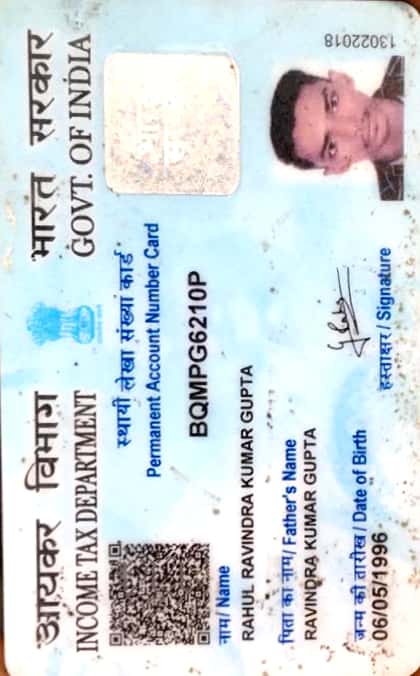 आयकर विभाग
INCOME TAX DEPARTMENT
भारत सरकार
GOVT. OF INDIA
स्थायी लेखा संख्या कार्ड
Permanent Account Number Card
BQMPG6210P
नाम/ Name
RAHUL RAVINDRA KUMAR GUPTA
पिता का नाम/ Father's Name
RAVINDRA KUMAR GUPTA
जन्म की तारीख / Date of Birth
06/05/1996
हस्ताक्षर / Signature
13022018